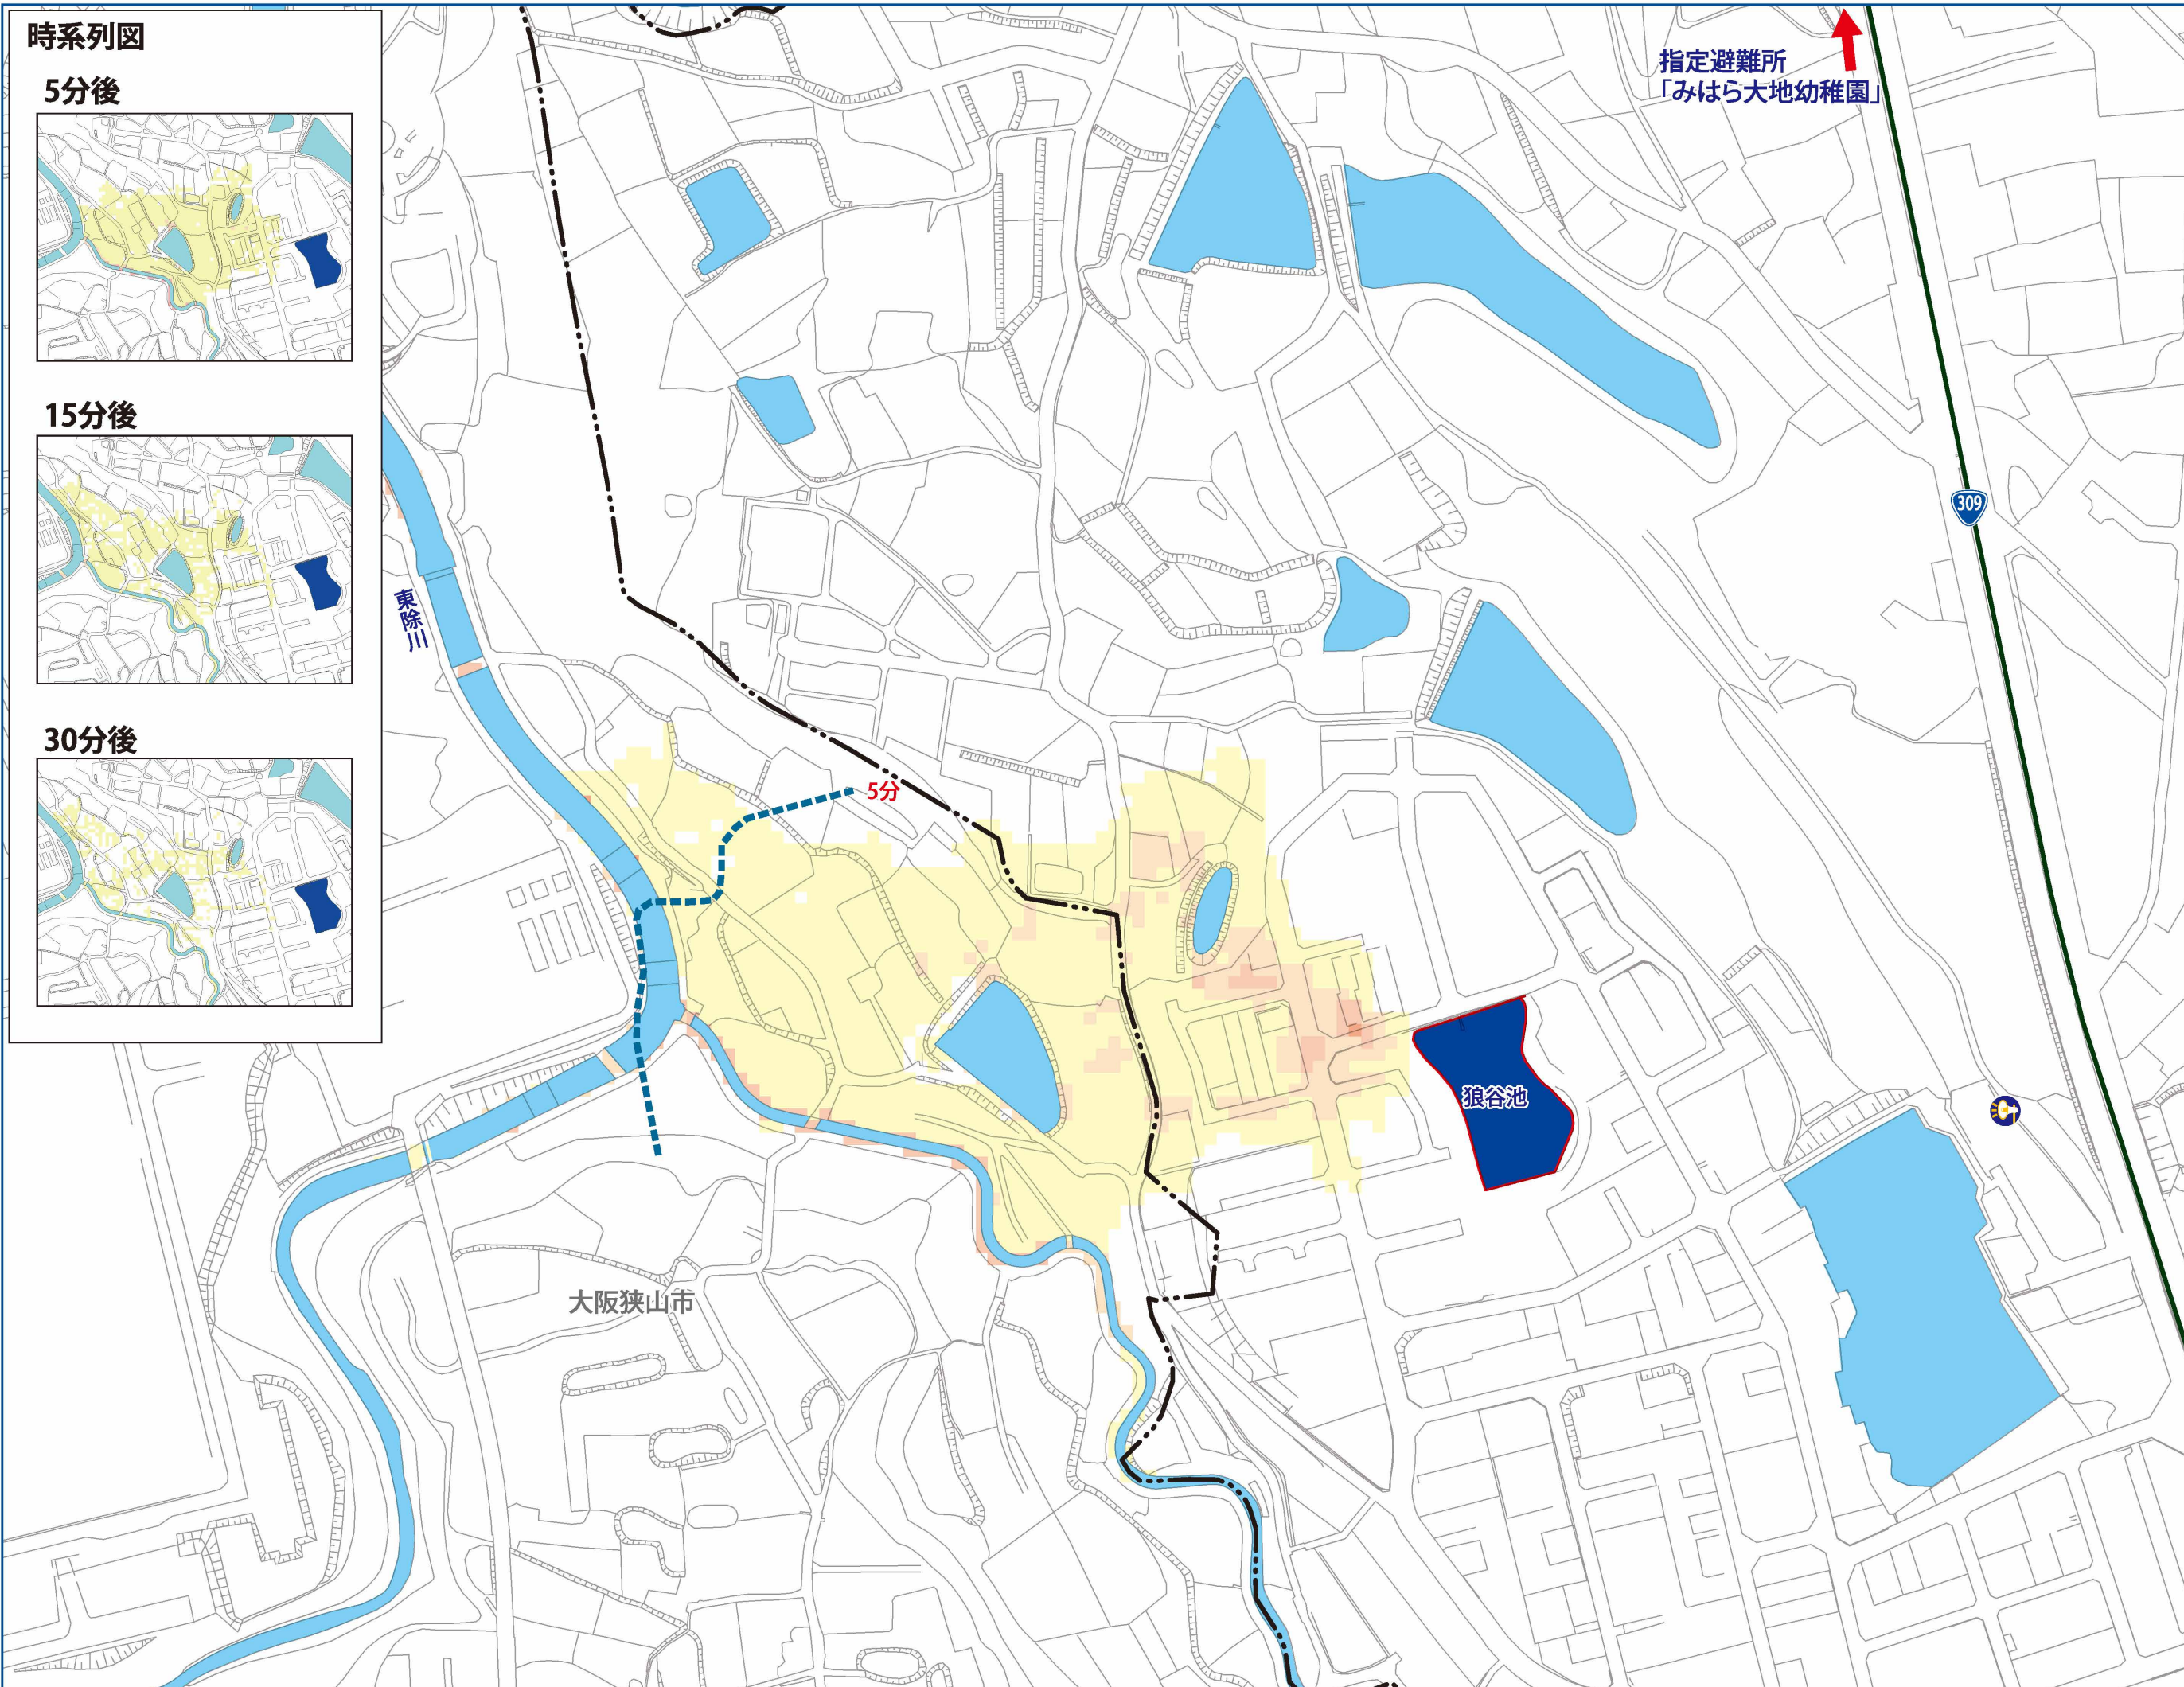 時系列図
5分後
15分後
30分後
指定避難所
「みはら大地幼稚園」
309
東除川
5分
狼谷池
大阪狭山市